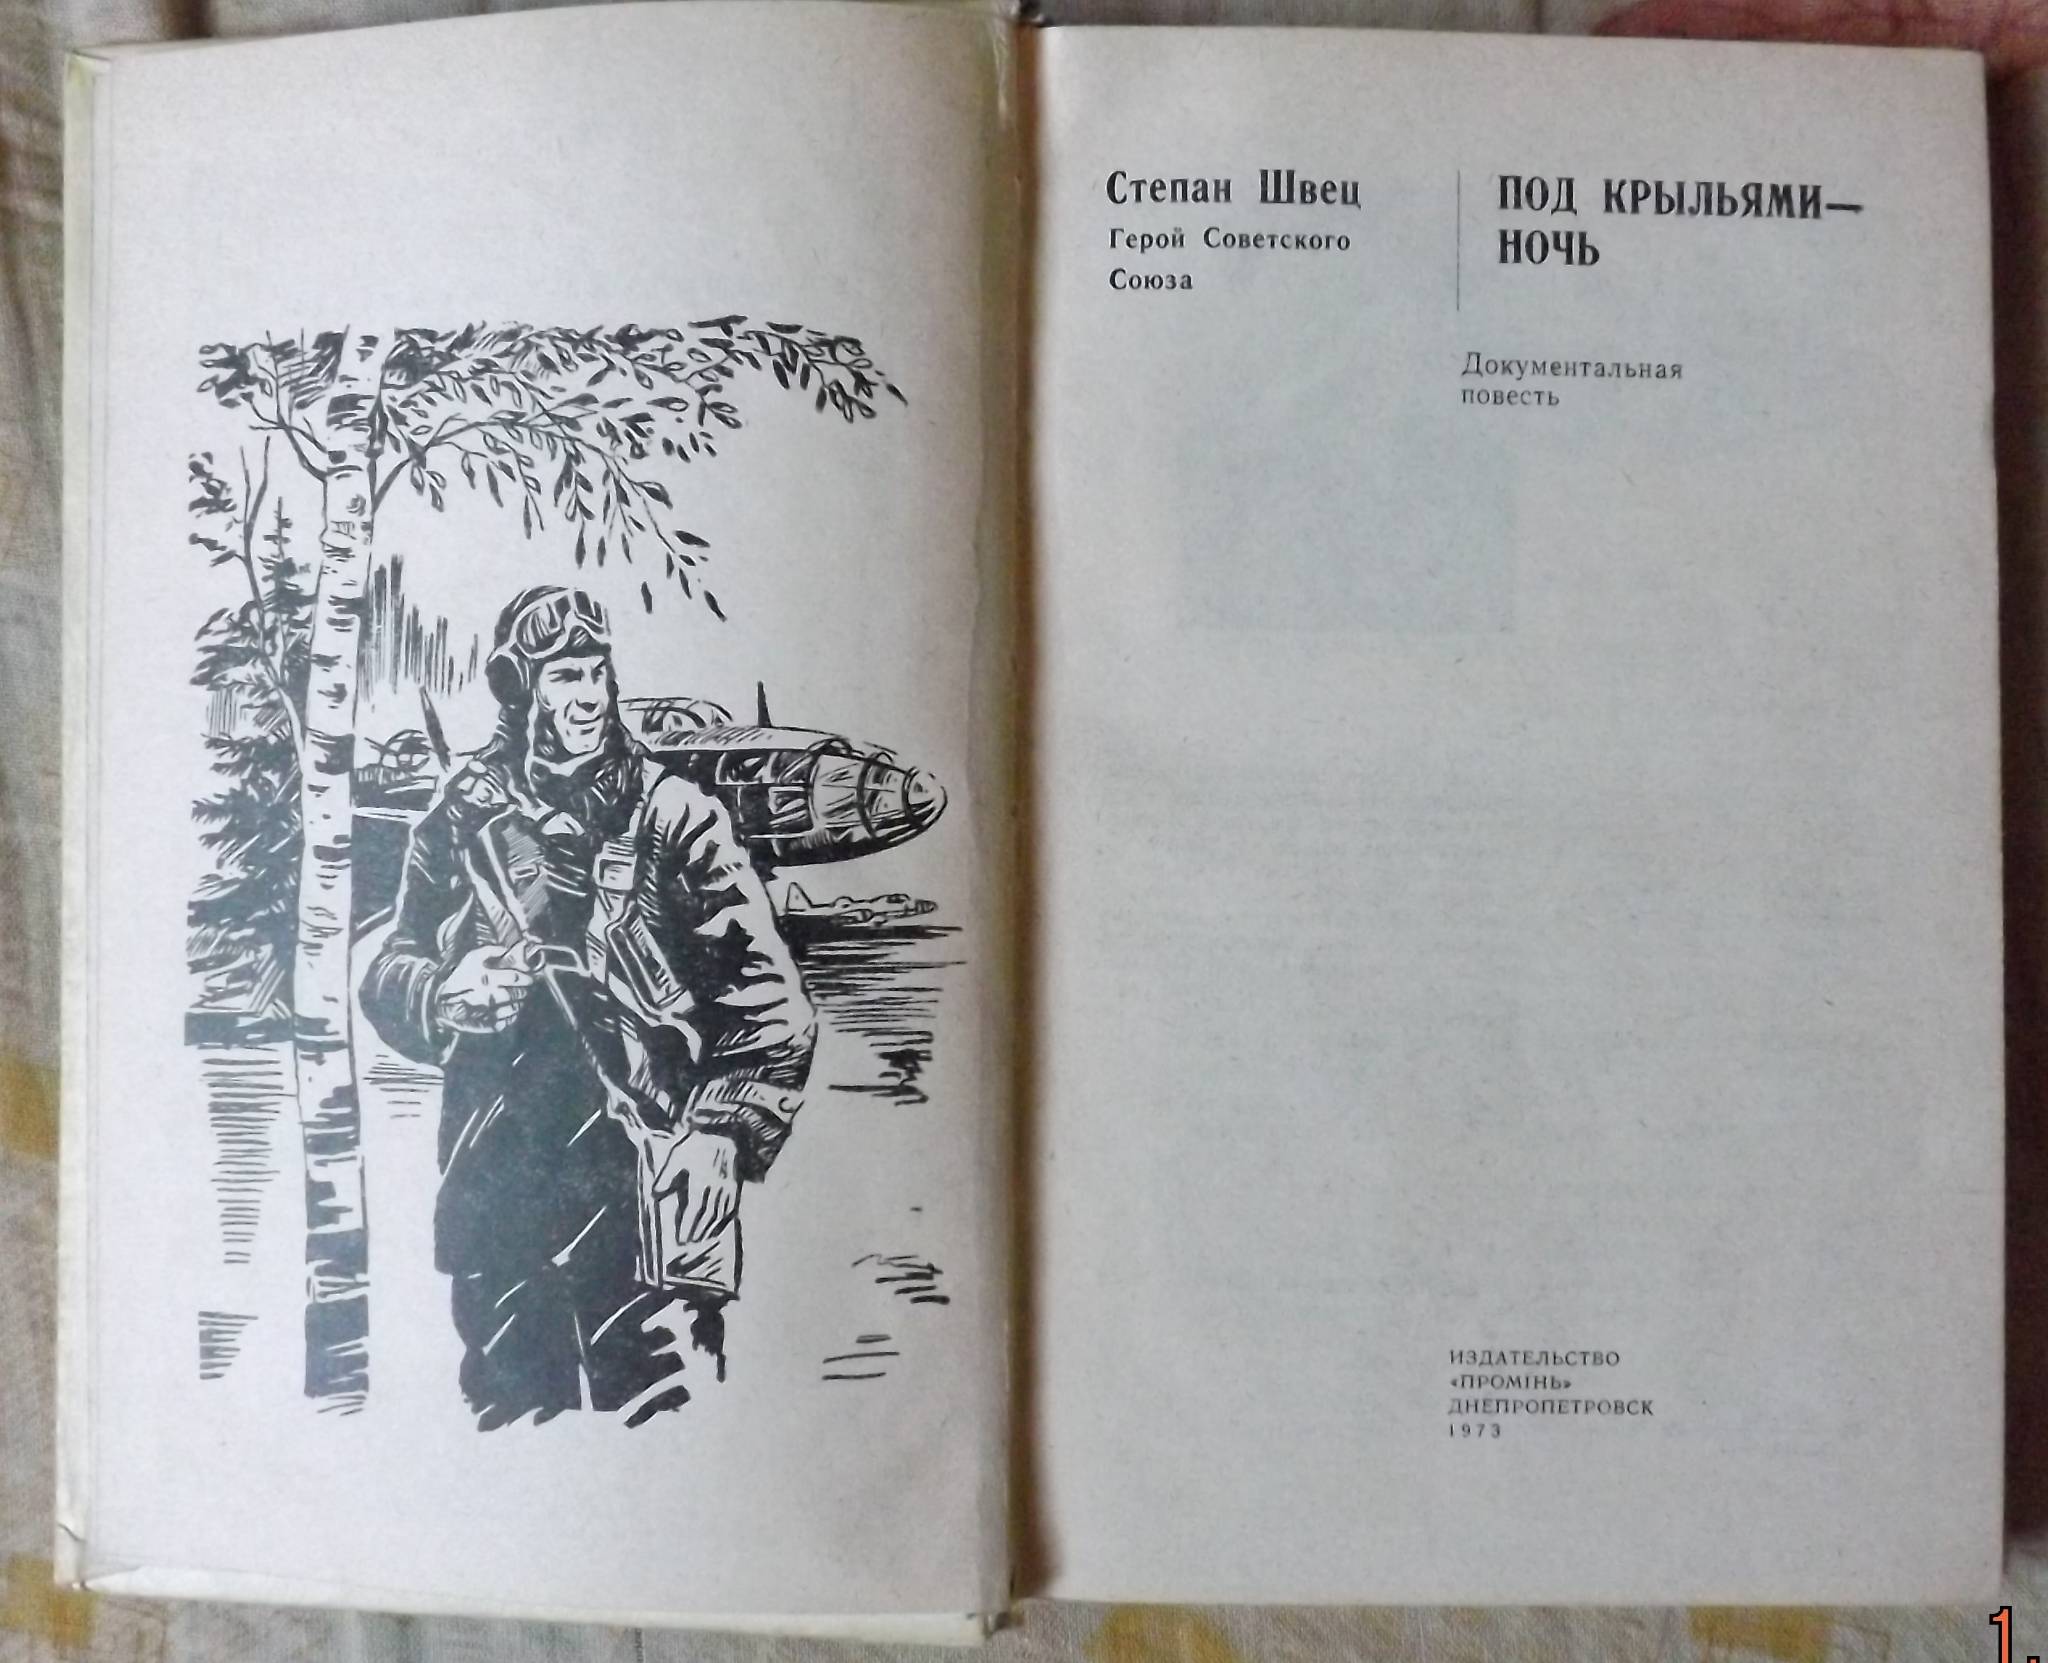 Степан Швец
Герой Советского
Союза
ПОД КРЫЛЬЯМИ—
НОЧЬ
Документальная
повесть
ИЗДАТЕЛЬСТВО
«ПРОМІНЬ»
ДНЕПРОПЕТРОВСК
1973
1.